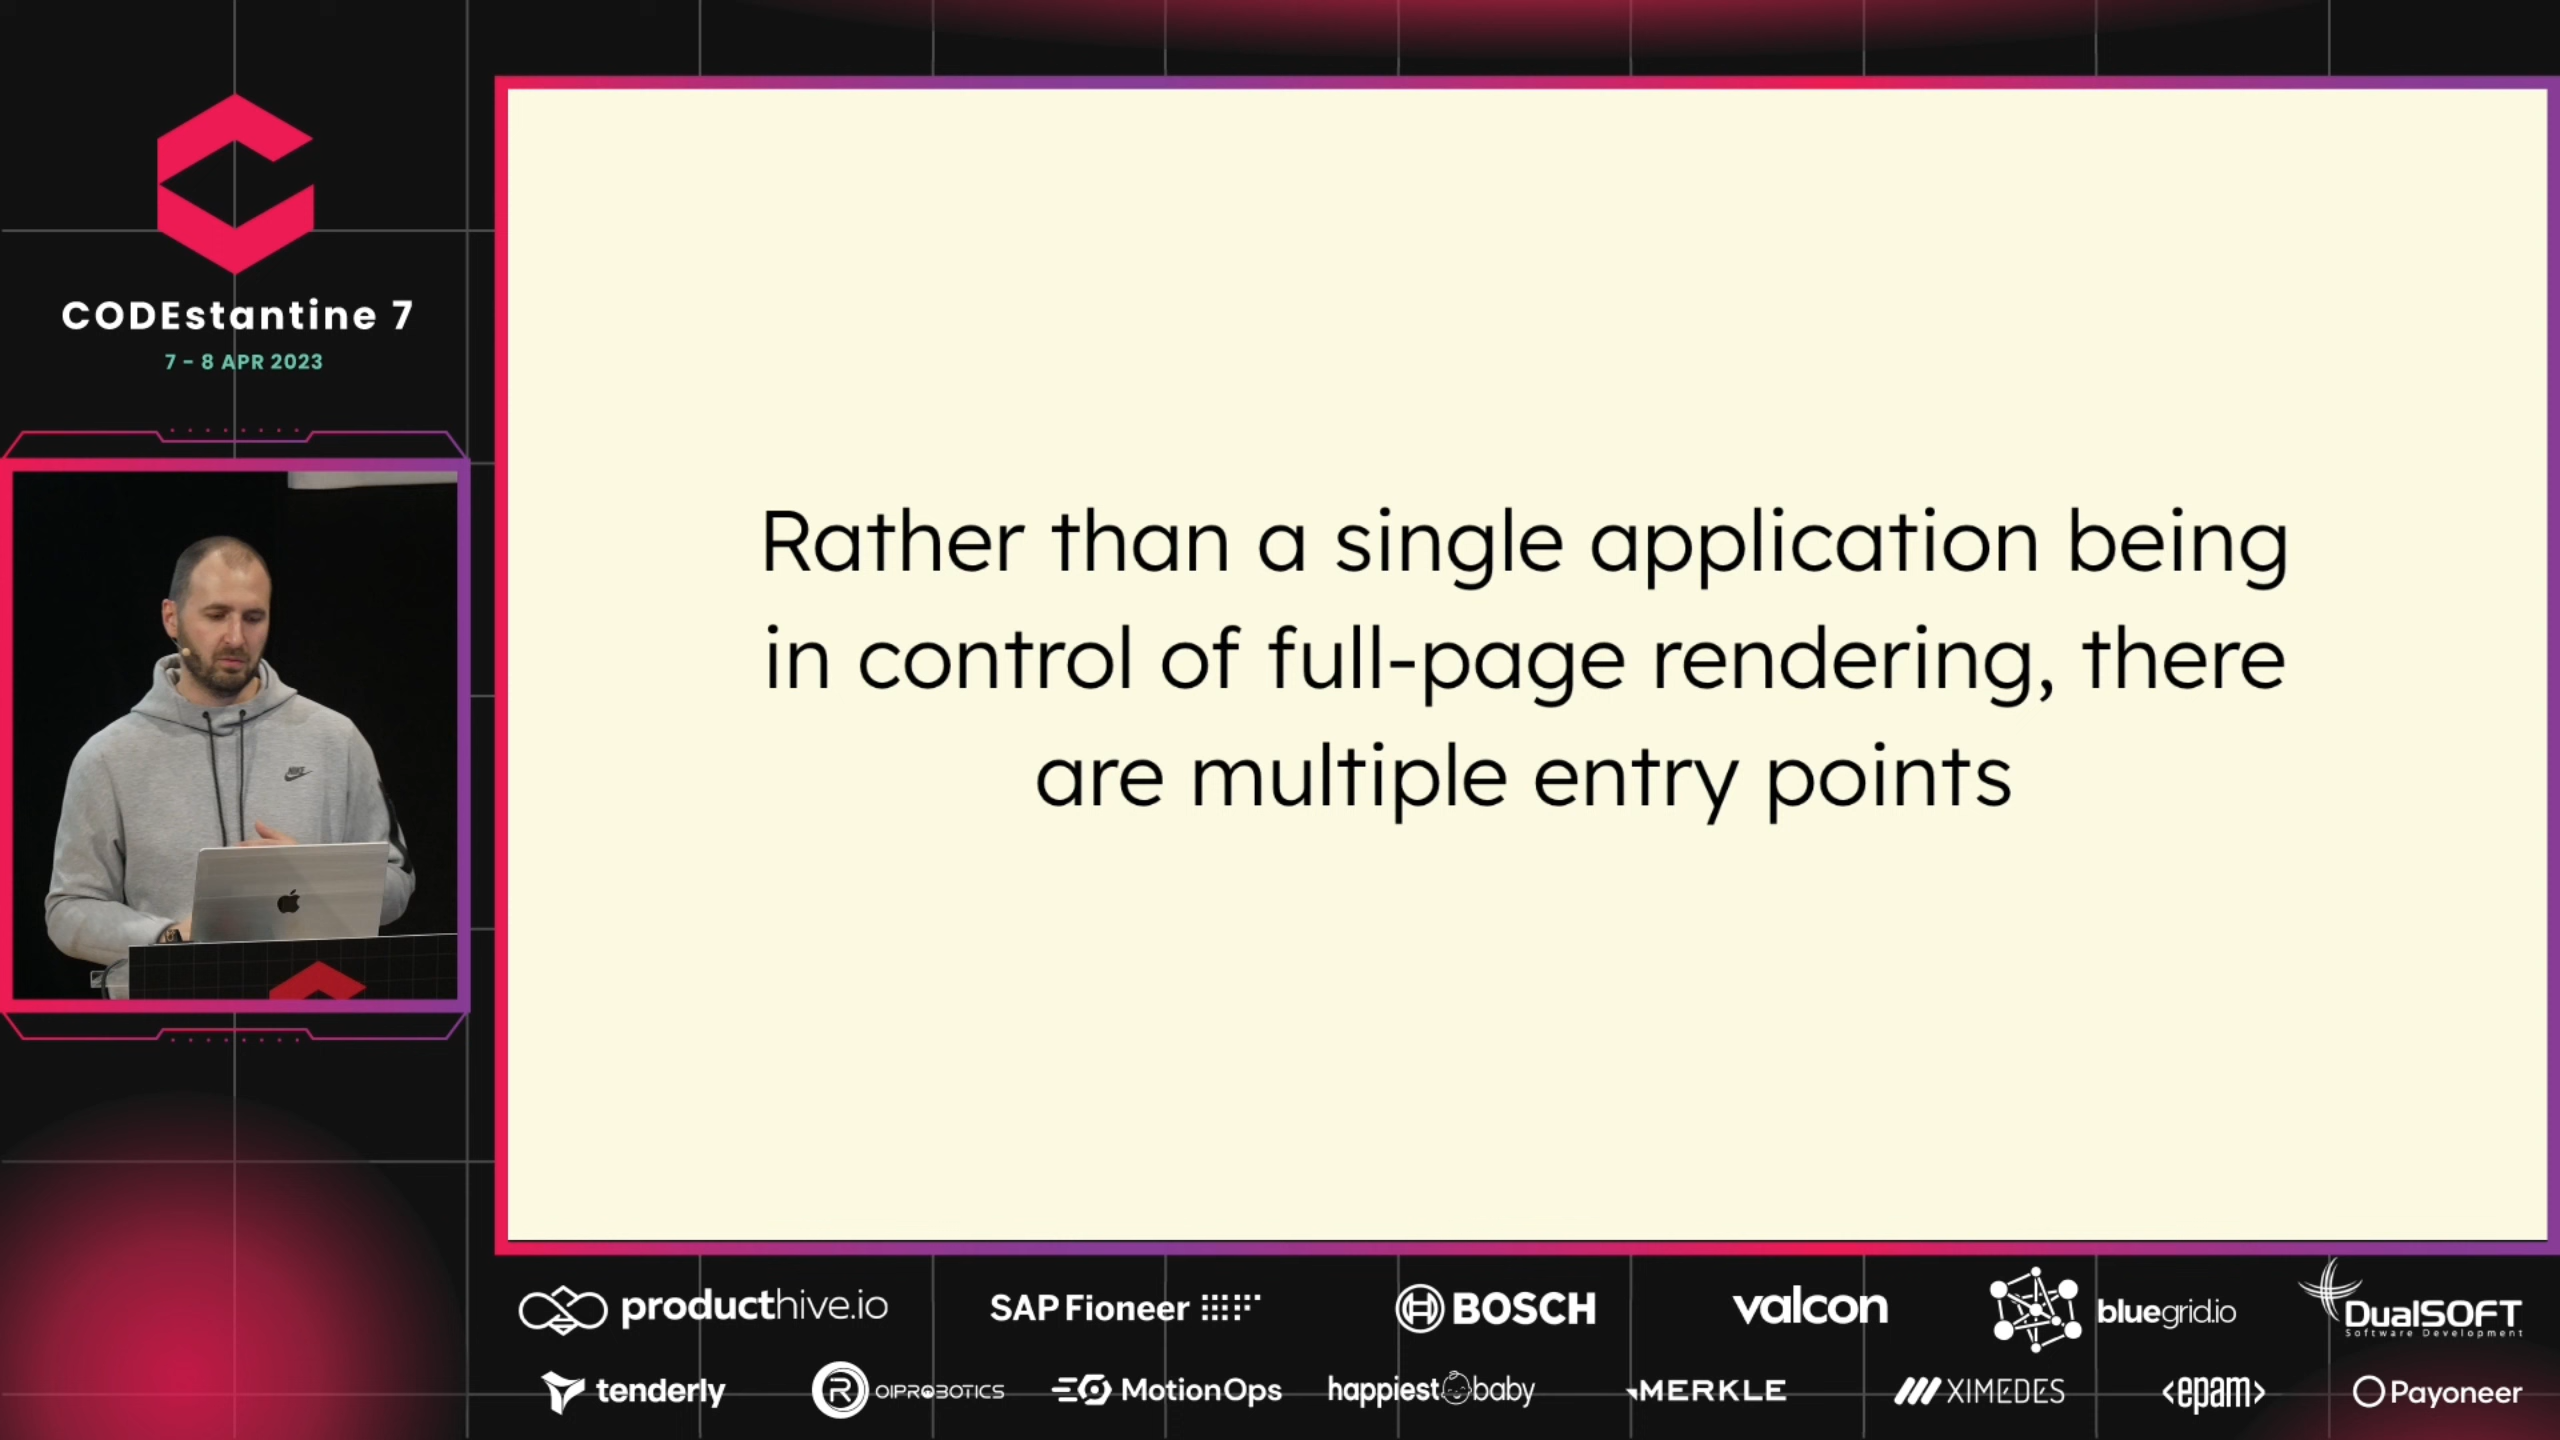 CODEstantine 7
7 - 8 APR 2023
Rather than a single application being
in control of full-page rendering, there
are multiple entry points
producthive.io
SAP Fioneer
BOSCH
valcon
bluegrid.io
DualSOFT
Software Development
tenderly
R OIPROBOTICS
MotionOps
happiest baby
MERKLE
XIMEDES
<epam>
Payoneer